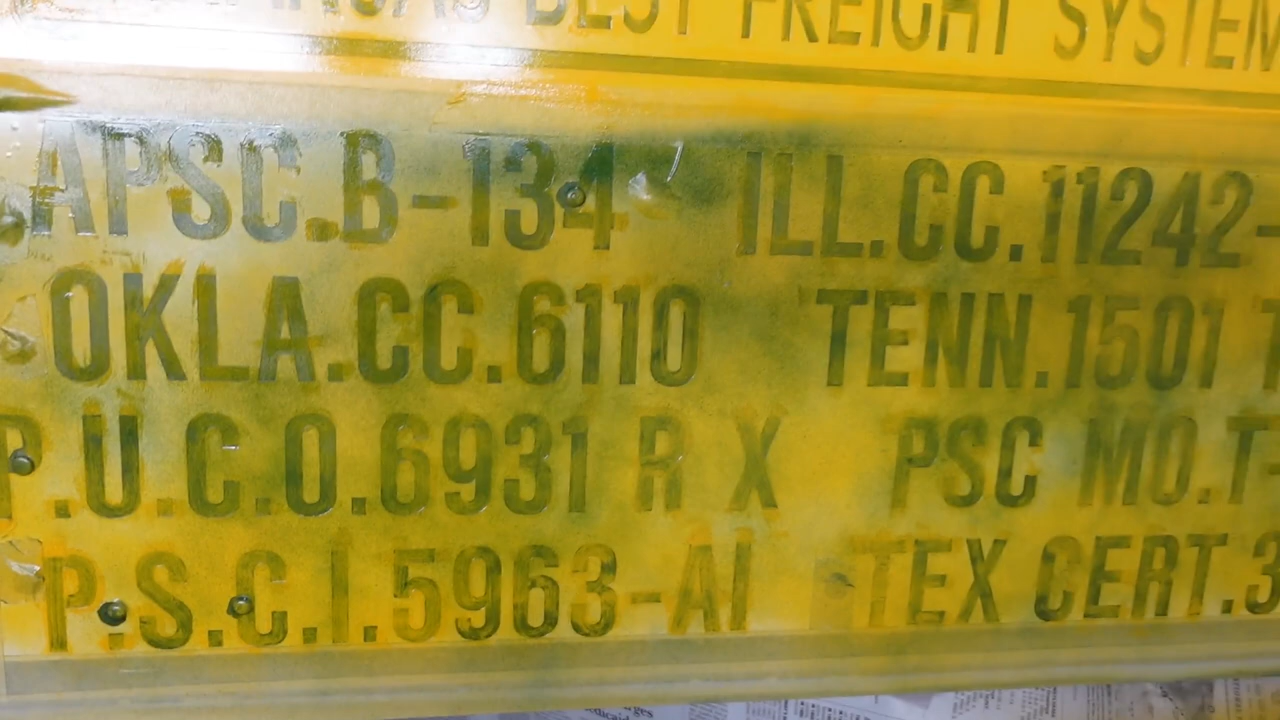 BEST FREIGHT SYSTEM
APSC.B-134 ILL.CC.11242-
OKLA.CC.6110 TENN.1501
P.U.C.O.6931 R X PSC MO.T-
P.S.C.I.5963-AI TEX CERT.3